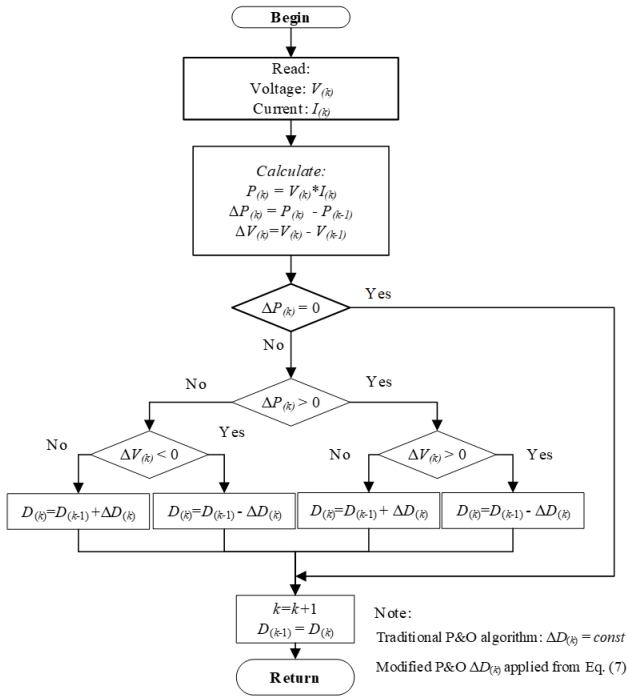 Begin
Read:
Voltage: V(k)
Current: I(k)
Calculate:
P(k) = V(k)*I(k)
ΔP(k) = P(k) - P(k-1)
ΔV(k)=V(k) - V(k-1)
ΔP(k) = 0
Yes
No
ΔP(k) > 0
No
Yes
ΔV(k) < 0
No
Yes
ΔV(k) > 0
No
Yes
D(k)=D(k-1)+ΔD(k)
D(k)=D(k-1) - ΔD(k)
D(k)=D(k-1) + ΔD(k)
D(k)=D(k-1) - ΔD(k)
k=k+1
D(k-1) = D(k)
Return
Note:
Traditional P&O algorithm: ΔD(k) = const
Modified P&O ΔD(k) applied from Eq. (7)